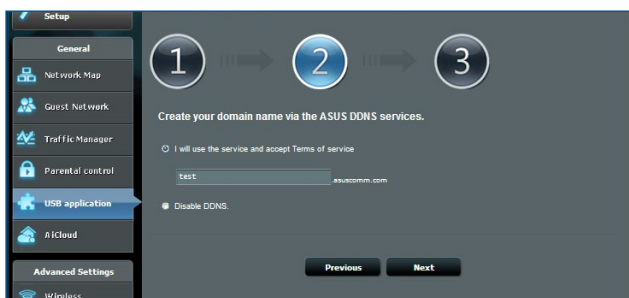 Setup
General
Network Map
Guest Network
Traffic Manager
Parental control
USB application
AiCloud
Advanced Settings
Wireless
1
2
3
Create your domain name via the ASUS DDNS services.
I will use the service and accept Terms of service
test .asuscomm.com
Disable DDNS.
Previous Next